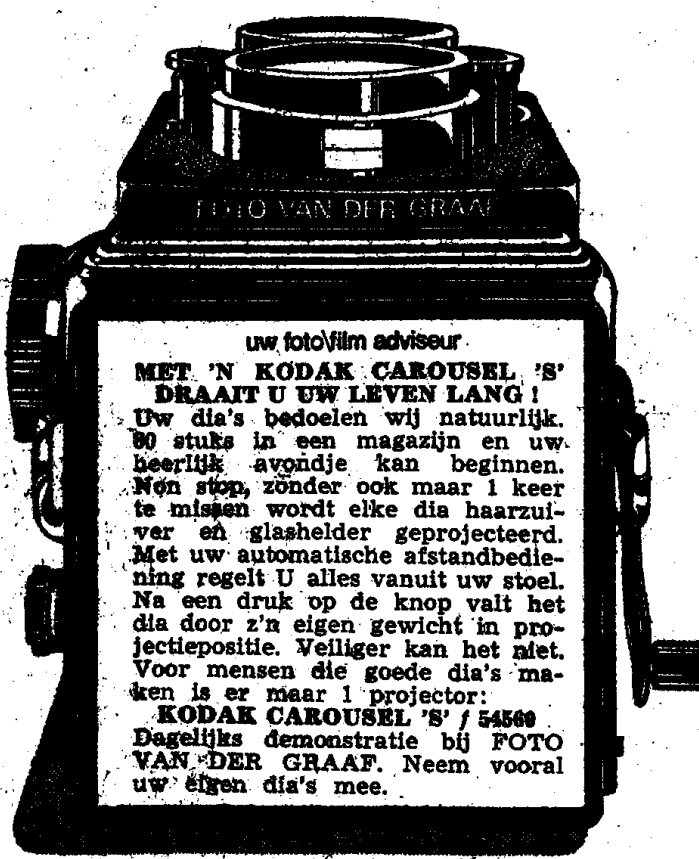 FOTO VAN DER GRAAF
uw foto\film adviseur
MET 'N KODAK CAROUSEL 'S'
DRAAIT U UW LEVEN LANG !
Uw dia's bedoelen wij natuurlijk.
80 stuks in een magazijn en uw
heerlijk avondje kan beginnen.
Non stop, zonder ook maar 1 keer
te missen wordt elke dia haarzui-
ver en glashelder geprojecteerd.
Met uw automatische afstandbedie-
ning regelt U alles vanuit uw stoel.
Na een druk op de knop valt het
dia door z'n eigen gewicht in pro-
jectiepositie. Veiliger kan het niet.
Voor mensen die goede dia's ma-
ken is er maar 1 projector:
KODAK CAROUSEL 'S' ƒ 545
Dagelijks demonstratie bij FOTO
VAN DER GRAAF. Neem vooral
uw eigen dia's mee.